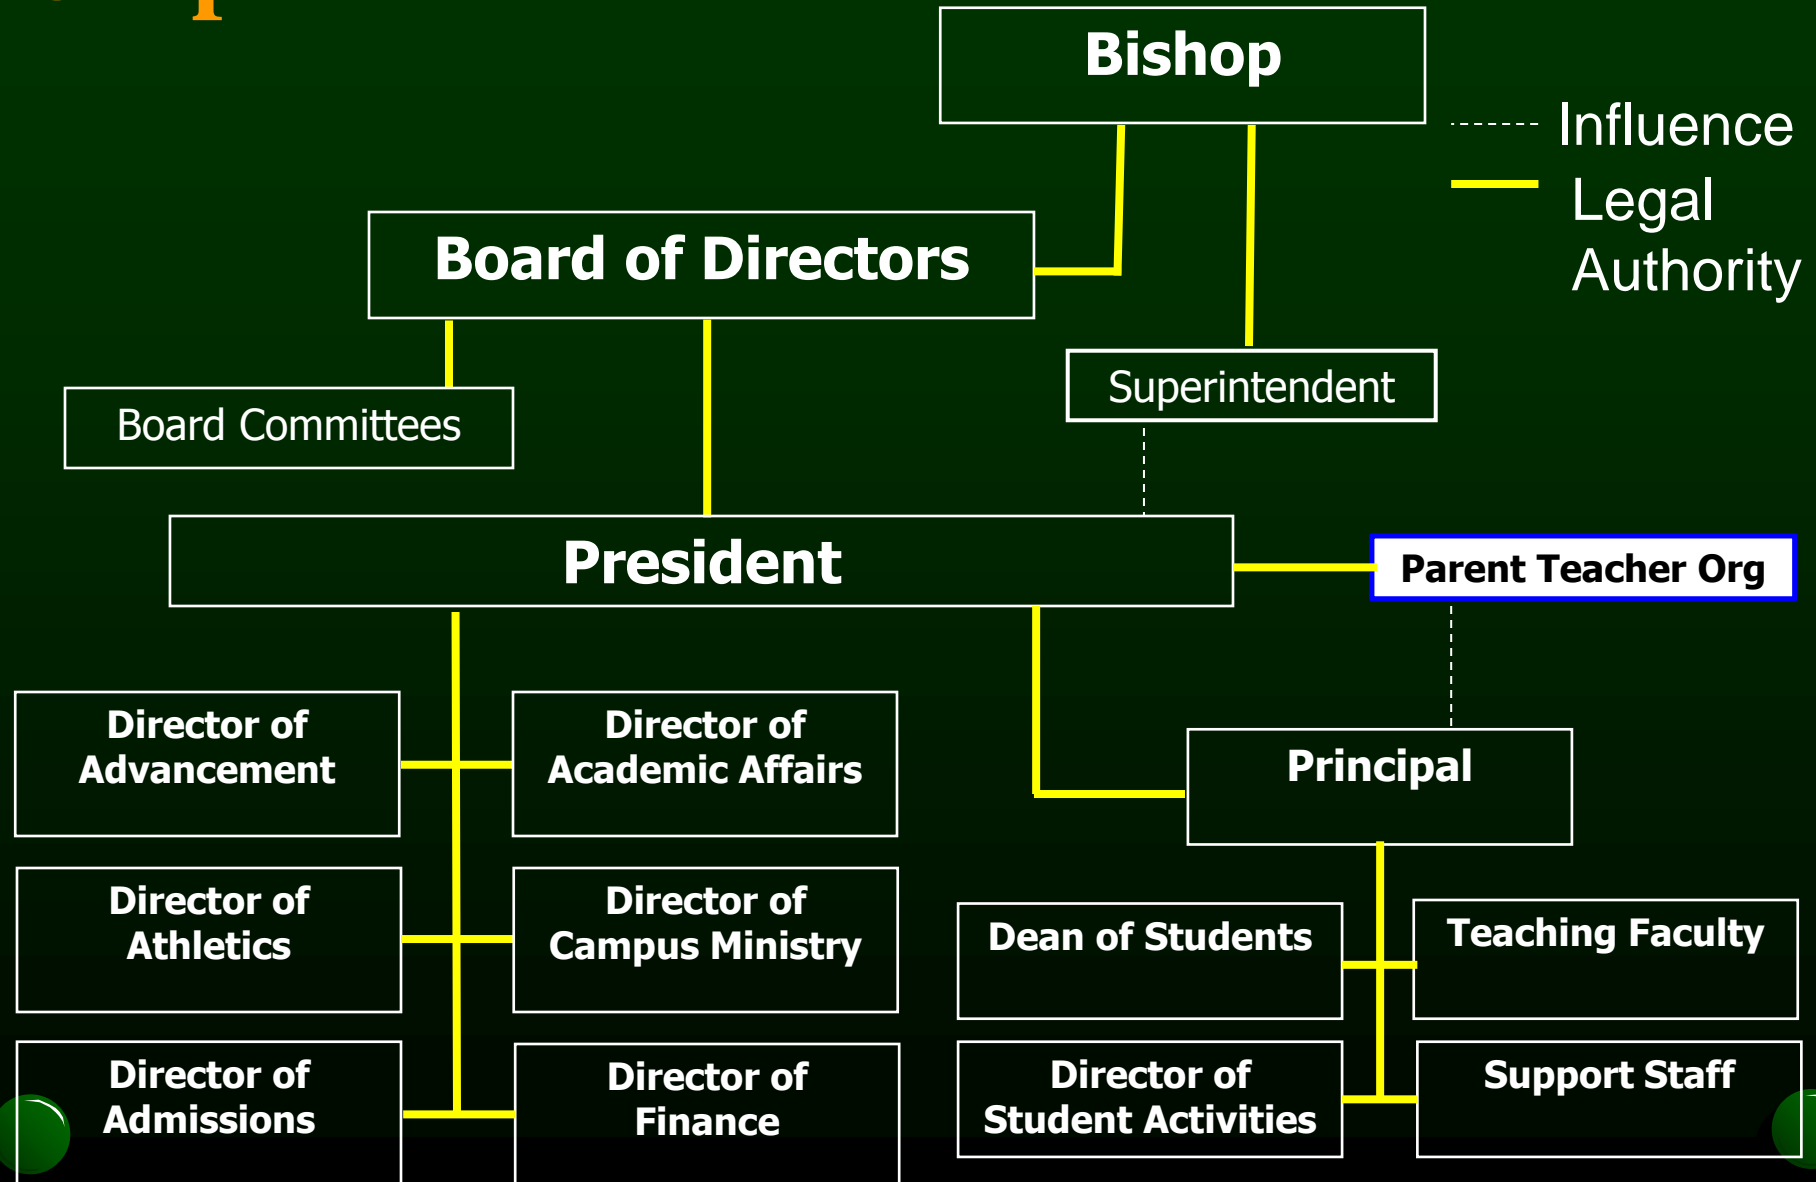 Bishop
Influence
Legal
Authority
Board of Directors
Superintendent
Board Committees
President
Parent Teacher Org
Director of
Advancement
Director of
Academic Affairs
Principal
Director of
Athletics
Director of
Campus Ministry
Dean of Students
Teaching Faculty
Director of
Admissions
Director of
Finance
Director of
Student Activities
Support Staff